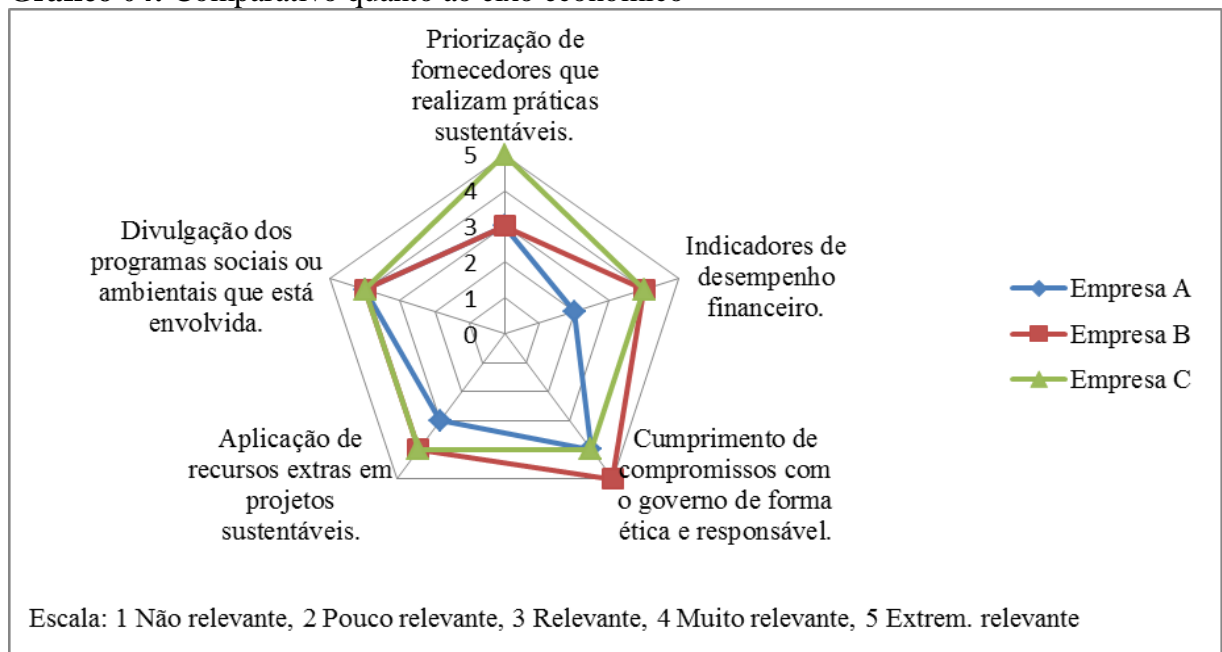 Priorização de
fornecedores que
realizam práticas
sustentáveis.
5
4
3
2
1
0
Indicadores de
desempenho
financeiro.
Cumprimento de
compromissos com
o governo de forma
ética e responsável.
Aplicação de
recursos extras em
projetos
sustentáveis.
Divulgação dos
programas sociais ou
ambientais que está
envolvida.
Empresa A
Empresa B
Empresa C
Escala: 1 Não relevante, 2 Pouco relevante, 3 Relevante, 4 Muito relevante, 5 Extrem. relevante